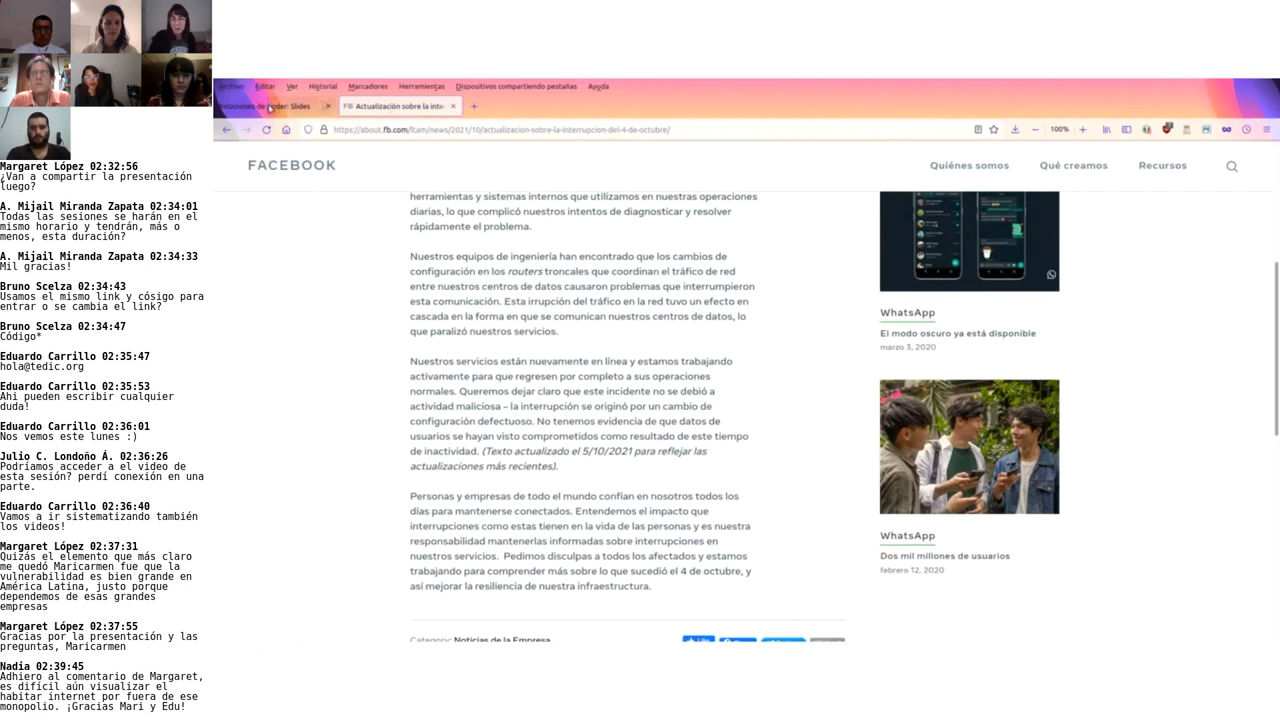 Margaret López 02:32:56
¿Van a compartir la presentación
luego?
A. Mijail Miranda Zapata 02:34:01
Todas las sesiones se harán en el
mismo horario y tendrán, más o
menos, esta duración?
A. Mijail Miranda Zapata 02:34:33
Mil gracias!
Bruno Scelza 02:34:43
Usamos el mismo link y cósigo para
entrar o se cambia el link?
Bruno Scelza 02:34:47
Código*
Eduardo Carrillo 02:35:47
hola@tedic.org
Eduardo Carrillo 02:35:53
Ahi pueden escribir cualquier
duda!
Eduardo Carrillo 02:36:01
Nos vemos este lunes :)
Julio C. Londoño Á. 02:36:26
Podríamos acceder a el video de
esta sesión? perdí conexión en una
parte.
Eduardo Carrillo 02:36:40
Vamos a ir sistematizando también
los videos!
Margaret López 02:37:31
Quizás el elemento que más claro
me quedó Maricarmen fue que la
vulnerabilidad es bien grande en
América Latina, justo porque
dependemos de esas grandes
empresas
Margaret López 02:37:55
Gracias por la presentación y las
preguntas, Maricarmen
Nadia 02:39:45
Adhiero al comentario de Margaret,
es difícil aún visualizar el
habitar internet por fuera de ese
monopolio. ¡Gracias Mari y Edu!
Archivo Editar Ver Historial Marcadores Herramientas Dispositivos compartiendo pestañas Ayuda
Relaciones de poder: Slides FB Actualización sobre la inte
https://about.fb.com/ltam/news/2021/10/actualizacion-sobre-la-interrupcion-del-4-de-octubre/ 100%
FACEBOOK Quiénes somos Qué creamos Recursos
herramientas y sistemas internos que utilizamos en nuestras operaciones
diarias, lo que complicó nuestros intentos de diagnosticar y resolver
rápidamente el problema.
Nuestros equipos de ingeniería han encontrado que los cambios de
configuración en los routers troncales que coordinan el tráfico de red
entre nuestros centros de datos causaron problemas que interrumpieron
esta comunicación. Esta irrupción del tráfico en la red tuvo un efecto en
cascada en la forma en que se comunican nuestros centros de datos, lo
que paralizó nuestros servicios.
Nuestros servicios están nuevamente en línea y estamos trabajando
activamente para que regresen por completo a sus operaciones
normales. Queremos dejar claro que este incidente no se debió a
actividad maliciosa – la interrupción se originó por un cambio de
configuración defectuoso. No tenemos evidencia de que datos de
usuarios se hayan visto comprometidos como resultado de este tiempo
de inactividad. (Texto actualizado el 5/10/2021 para reflejar las
actualizaciones más recientes).
Personas y empresas de todo el mundo confían en nosotros todos los
días para mantenerse conectados. Entendemos el impacto que
interrupciones como estas tienen en la vida de las personas y es nuestra
responsabilidad mantenerlas informadas sobre interrupciones en
nuestros servicios. Pedimos disculpas a todos los afectados y estamos
trabajando para comprender más sobre lo que sucedió el 4 de octubre, y
así mejorar la resiliencia de nuestra infraestructura.
Category: Noticias de la Empresa
WhatsApp
El modo oscuro ya está disponible
marzo 3, 2020
WhatsApp
Dos mil millones de usuarios
febrero 12, 2020